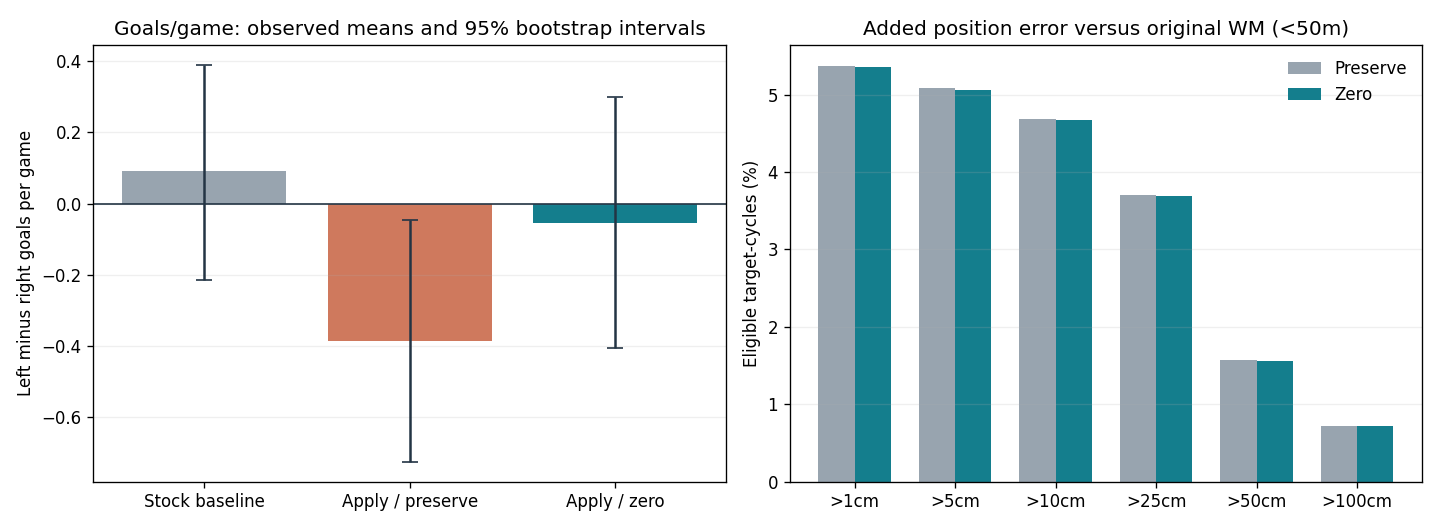 Goals/game: observed means and 95% bootstrap intervals
Left minus right goals per game
0.4
0.2
0.0
−0.2
−0.4
−0.6
Stock baseline
Apply / preserve
Apply / zero
Added position error versus original WM (<50m)
Eligible target-cycles (%)
5
4
3
2
1
0
>1cm
>5cm
>10cm
>25cm
>50cm
>100cm
Preserve
Zero